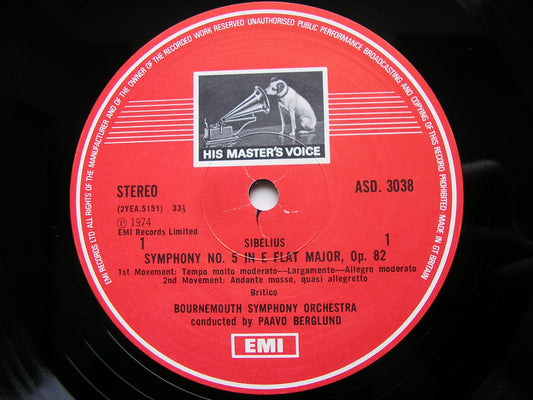 EMI RECORDS LTD ALL RIGHTS OF THE MANUFACTURER AND OF THE OWNER OF THE RECORDED WORK RESERVED UNAUTHORISED PUBLIC PERFORMANCE BROADCASTING AND COPYING OF THIS RECORD PROHIBITED. MADE IN GT BRITAIN
HIS MASTER'S VOICE
STEREO
ASD. 3038
(2YEA.5151) 33⅓
Ⓟ 1974
EMI Records Limited
1 SIBELIUS 1
SYMPHONY NO. 5 IN E FLAT MAJOR, Op. 82
1st Movement: Tempo molto moderato—Largamente—Allegro moderato
2nd Movement: Andante mosso, quasi allegretto
Britico
BOURNEMOUTH SYMPHONY ORCHESTRA
conducted by PAAVO BERGLUND
EMI